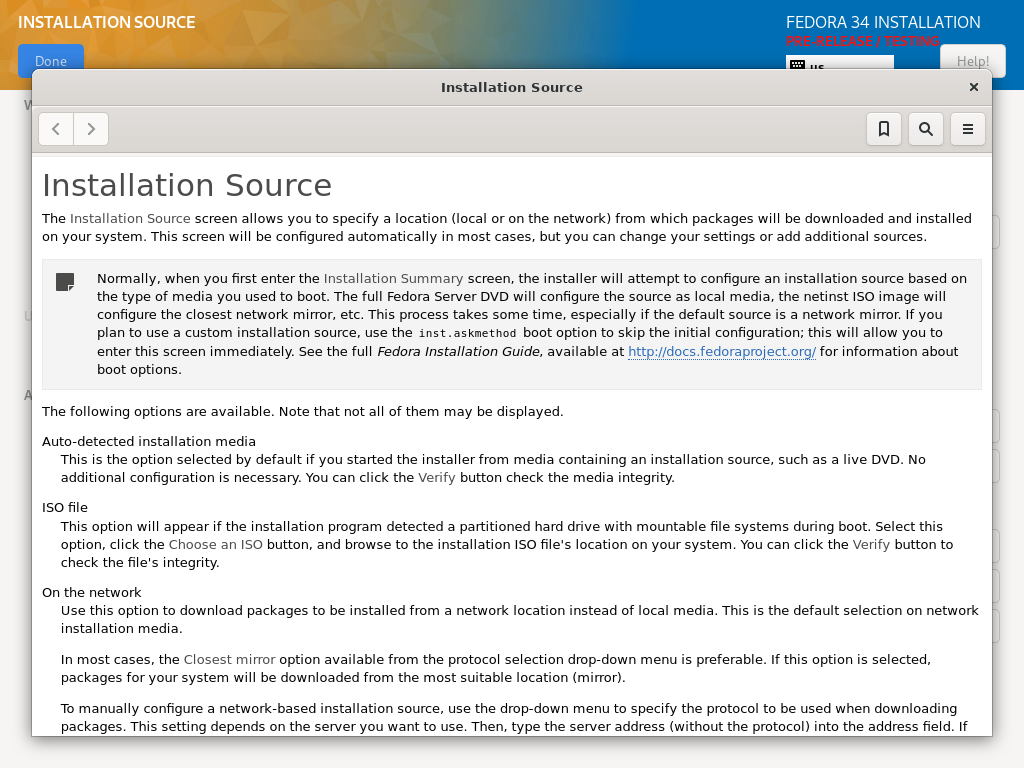 INSTALLATION SOURCE
FEDORA 34 INSTALLATION
PRE-RELEASE / TESTING
Done
us
Help!
Installation Source
Installation Source
The Installation Source screen allows you to specify a location (local or on the network) from which packages will be downloaded and installed
on your system. This screen will be configured automatically in most cases, but you can change your settings or add additional sources.
Normally, when you first enter the Installation Summary screen, the installer will attempt to configure an installation source based on
the type of media you used to boot. The full Fedora Server DVD will configure the source as local media, the netinst ISO image will
configure the closest network mirror, etc. This process takes some time, especially if the default source is a network mirror. If you
plan to use a custom installation source, use the inst.askmethod boot option to skip the initial configuration; this will allow you to
enter this screen immediately. See the full Fedora Installation Guide, available at http://docs.fedoraproject.org/ for information about
boot options.
The following options are available. Note that not all of them may be displayed.
Auto-detected installation media
This is the option selected by default if you started the installer from media containing an installation source, such as a live DVD. No
additional configuration is necessary. You can click the Verify button check the media integrity.
ISO file
This option will appear if the installation program detected a partitioned hard drive with mountable file systems during boot. Select this
option, click the Choose an ISO button, and browse to the installation ISO file's location on your system. You can click the Verify button to
check the file's integrity.
On the network
Use this option to download packages to be installed from a network location instead of local media. This is the default selection on network
installation media.
In most cases, the Closest mirror option available from the protocol selection drop-down menu is preferable. If this option is selected,
packages for your system will be downloaded from the most suitable location (mirror).
To manually configure a network-based installation source, use the drop-down menu to specify the protocol to be used when downloading
packages. This setting depends on the server you want to use. Then, type the server address (without the protocol) into the address field. If